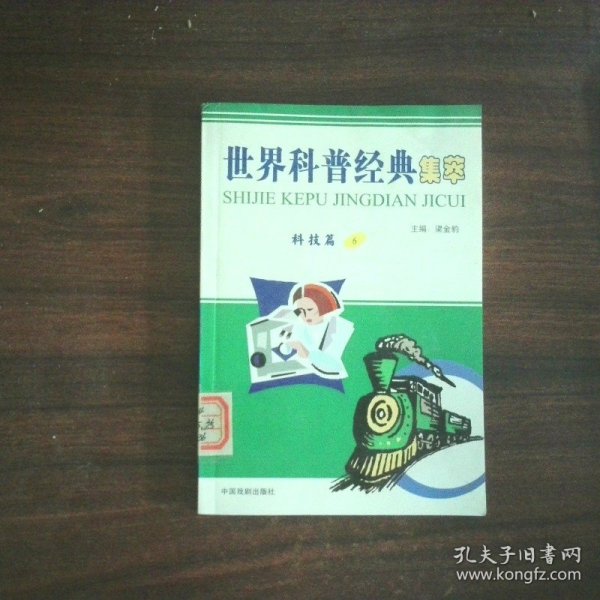 世界科普经典集萃
SHIJIE KEPU JINGDIAN JICUI
主编 梁金豹
科技篇 6
中国戏剧出版社
孔夫子旧书网
www.kongfz.com